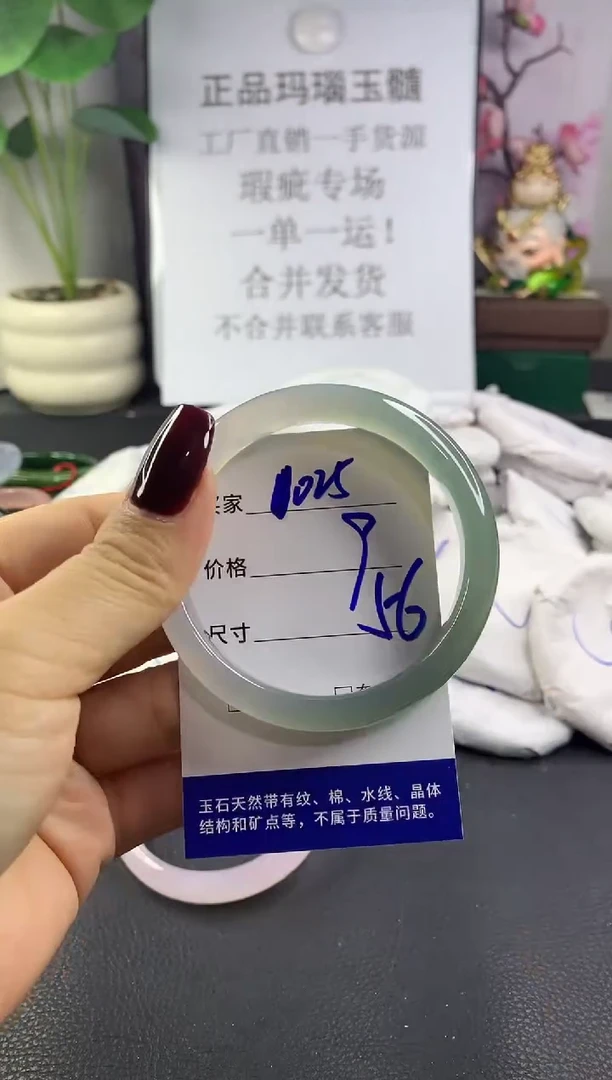 正品玛瑙玉髓
工厂直销一手货源
瑕疵专场
一单一运！
合并发货
不合并联系客服
买家 1025
价格 9
尺寸 56
玉石天然带有纹、棉、水线、晶体
结构和矿点等，不属于质量问题。